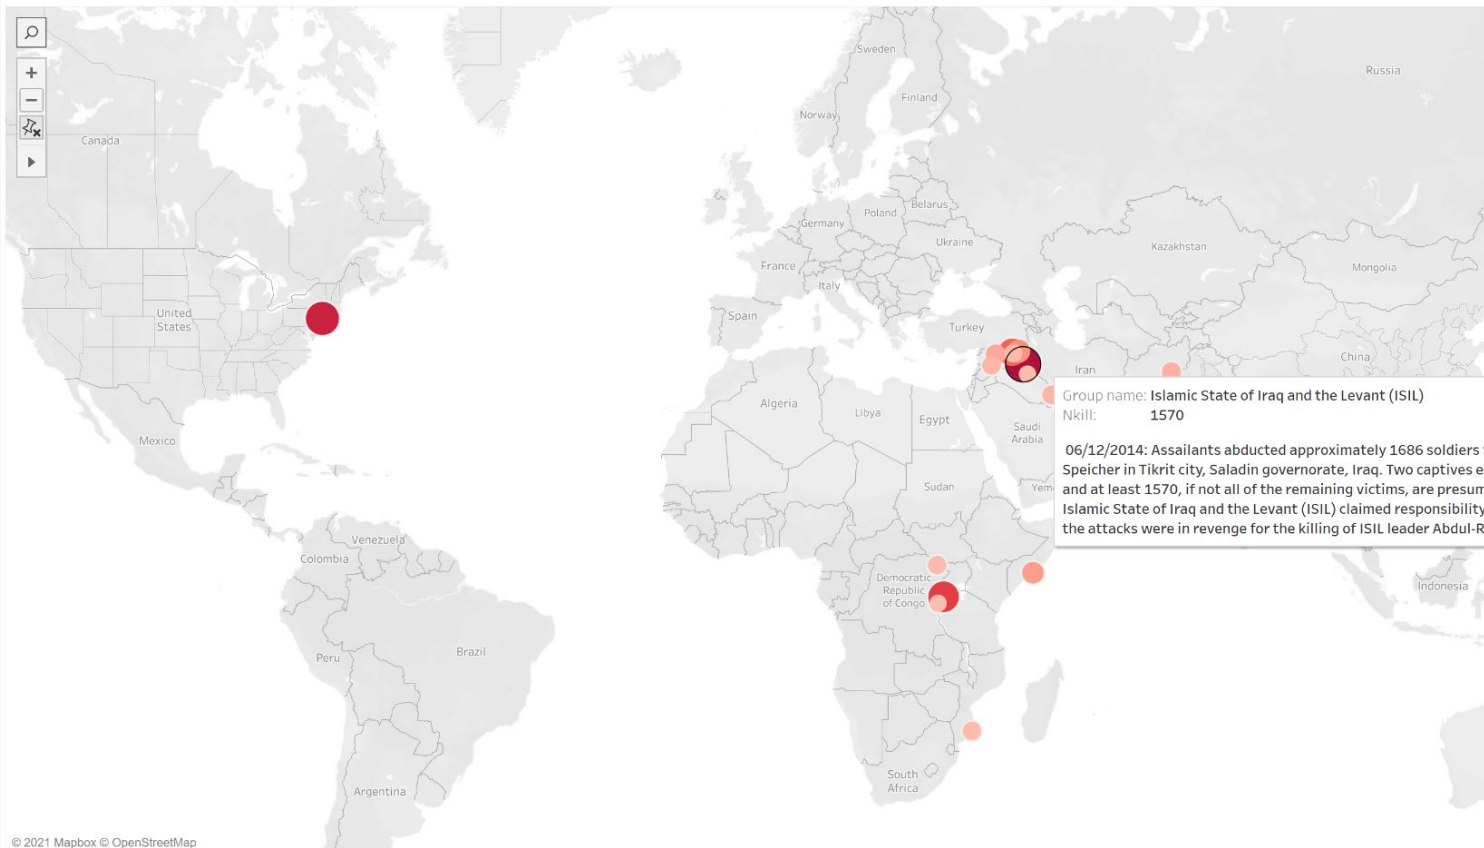 Sweden
Russia
Finland
Norway
Canada
Belarus
Poland
Germany
Ukraine
Kazakhstan
France
Mongolia
Italy
United
States
Spain
Turkey
China
Iran
Group name: Islamic State of Iraq and the Levant (ISIL)
Nkill: 1570
06/12/2014: Assailants abducted approximately 1686 soldiers
Speicher in Tikrit city, Saladin governorate, Iraq. Two captives e
and at least 1570, if not all of the remaining victims, are presum
Islamic State of Iraq and the Levant (ISIL) claimed responsibility
the attacks were in revenge for the killing of ISIL leader Abdul-R
Algeria
Libya
Egypt
Saudi
Arabia
Mexico
Sudan
Yeme
Venezuela
Colombia
Democratic
Republic
of Congo
Indonesia
Brazil
Peru
South
Africa
Argentina
© 2021 Mapbox © OpenStreetMap